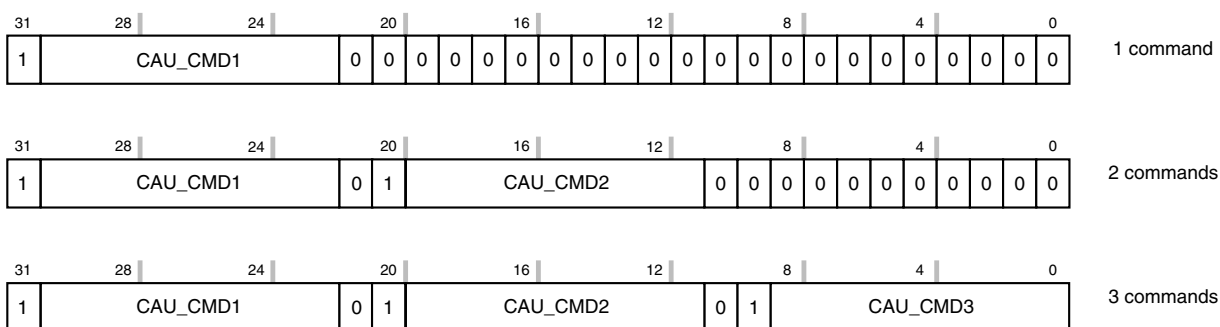 31 28 24 20 16 12 8 4 0
1 CAU_CMD1 0 0 0 0 0 0 0 0 0 0 0 0 0 0 0 0 0 0 0 0 0 0 1 command
31 28 24 20 16 12 8 4 0
1 CAU_CMD1 0 1 CAU_CMD2 0 0 0 0 0 0 0 0 0 0 0 2 commands
31 28 24 20 16 12 8 4 0
1 CAU_CMD1 0 1 CAU_CMD2 0 1 CAU_CMD3 3 commands